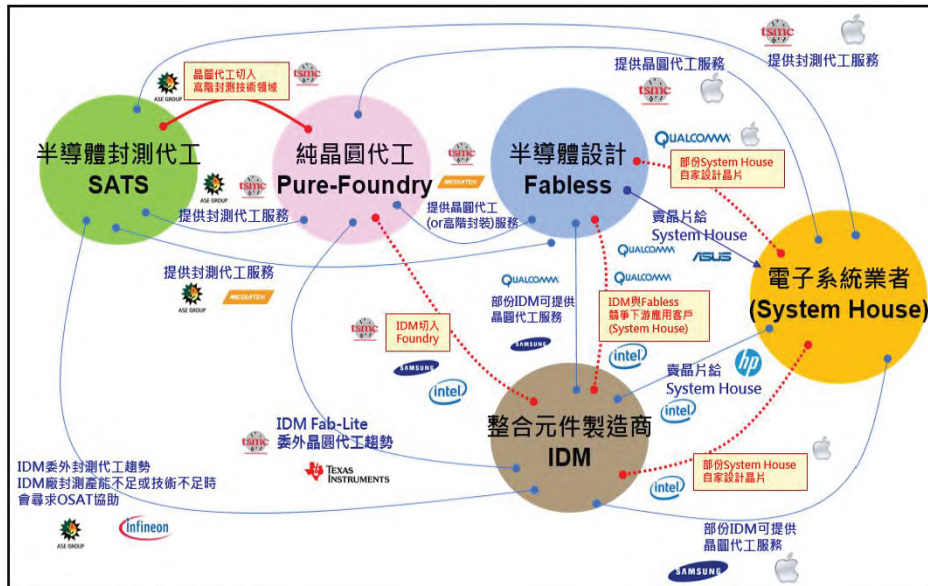 tsmc
提供封測代工服務
ASE GROUP
晶圓代工切入
高階封測技術領域
tsmc
提供晶圓代工服務
tsmc
半導體封測代工
SATS
純晶圓代工
Pure-Foundry
半導體設計
Fabless
QUALCOMM
部份System House
自家設計晶片
tsmc
MEDIATEK
ASE GROUP
tsmc
提供封測代工服務
提供晶圓代工
(or高階封裝)服務
賣晶片給
System House
QUALCOMM
ASUS
電子系統業者
(System House)
提供封測代工服務
ASE GROUP
MEDIATEK
QUALCOMM
QUALCOMM
部份IDM可提供
晶圓代工服務
SAMSUNG
IDM與Fabless
競爭下游應用客戶
(System House)
intel
tsmc
IDM切入
Foundry
SAMSUNG
intel
賣晶片給
System House
hp
intel
整合元件製造商
IDM
IDM Fab-Lite
委外晶圓代工趨勢
tsmc
TEXAS
INSTRUMENTS
部份System House
自家設計晶片
intel
IDM委外封測代工趨勢
IDM廠封測產能不足或技術不足時
會尋求OSAT協助
ASE GROUP
infineon
部份IDM可提供
晶圓代工服務
SAMSUNG